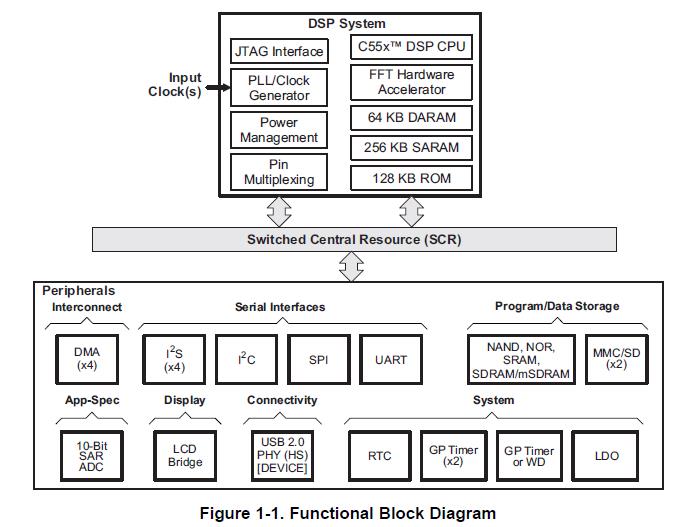 DSP System
JTAG Interface
C55x™ DSP CPU
Input
Clock(s)
PLL/Clock
Generator
FFT Hardware
Accelerator
Power
Management
64 KB DARAM
256 KB SARAM
Pin
Multiplexing
128 KB ROM
Switched Central Resource (SCR)
Peripherals
Interconnect
Serial Interfaces
Program/Data Storage
DMA
(x4)
I²S
(x4)
I²C
SPI
UART
NAND, NOR,
SRAM,
SDRAM/mSDRAM
MMC/SD
(x2)
App-Spec
Display
Connectivity
System
10-Bit
SAR
ADC
LCD
Bridge
USB 2.0
PHY (HS)
[DEVICE]
RTC
GP Timer
(x2)
GP Timer
or WD
LDO
Figure 1-1. Functional Block Diagram